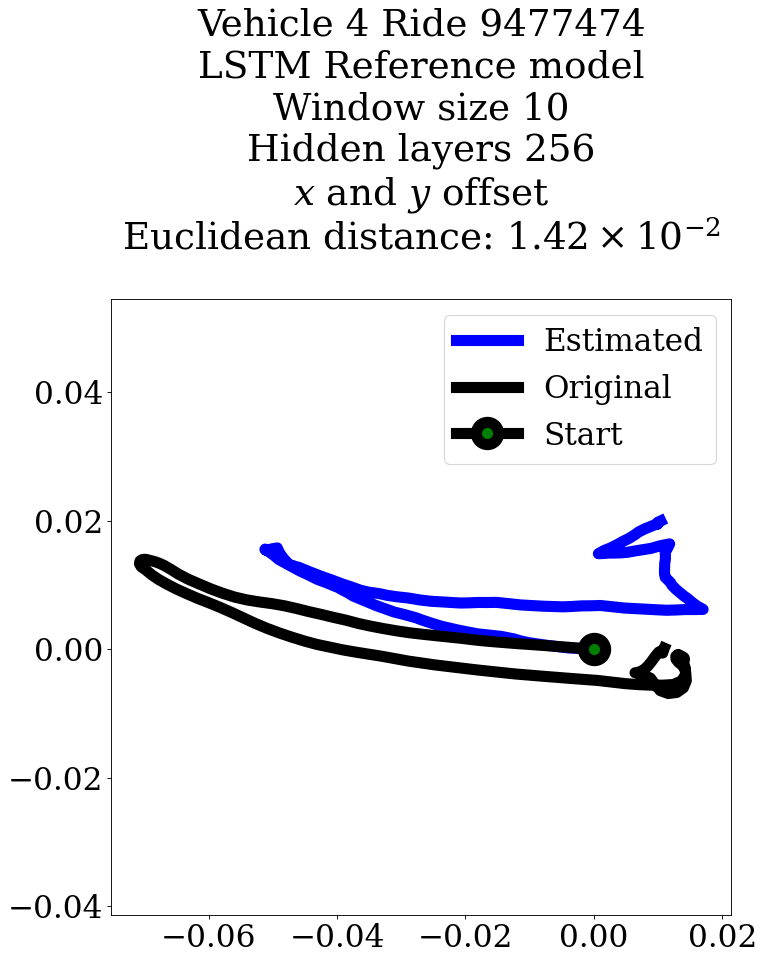 Vehicle 4 Ride 9477474
LSTM Reference model
Window size 10
Hidden layers 256
x and y offset
Euclidean distance: 1.42 × 10⁻²
Estimated
Original
Start
0.04
0.02
0.00
−0.02
−0.04
−0.06 −0.04 −0.02 0.00 0.02